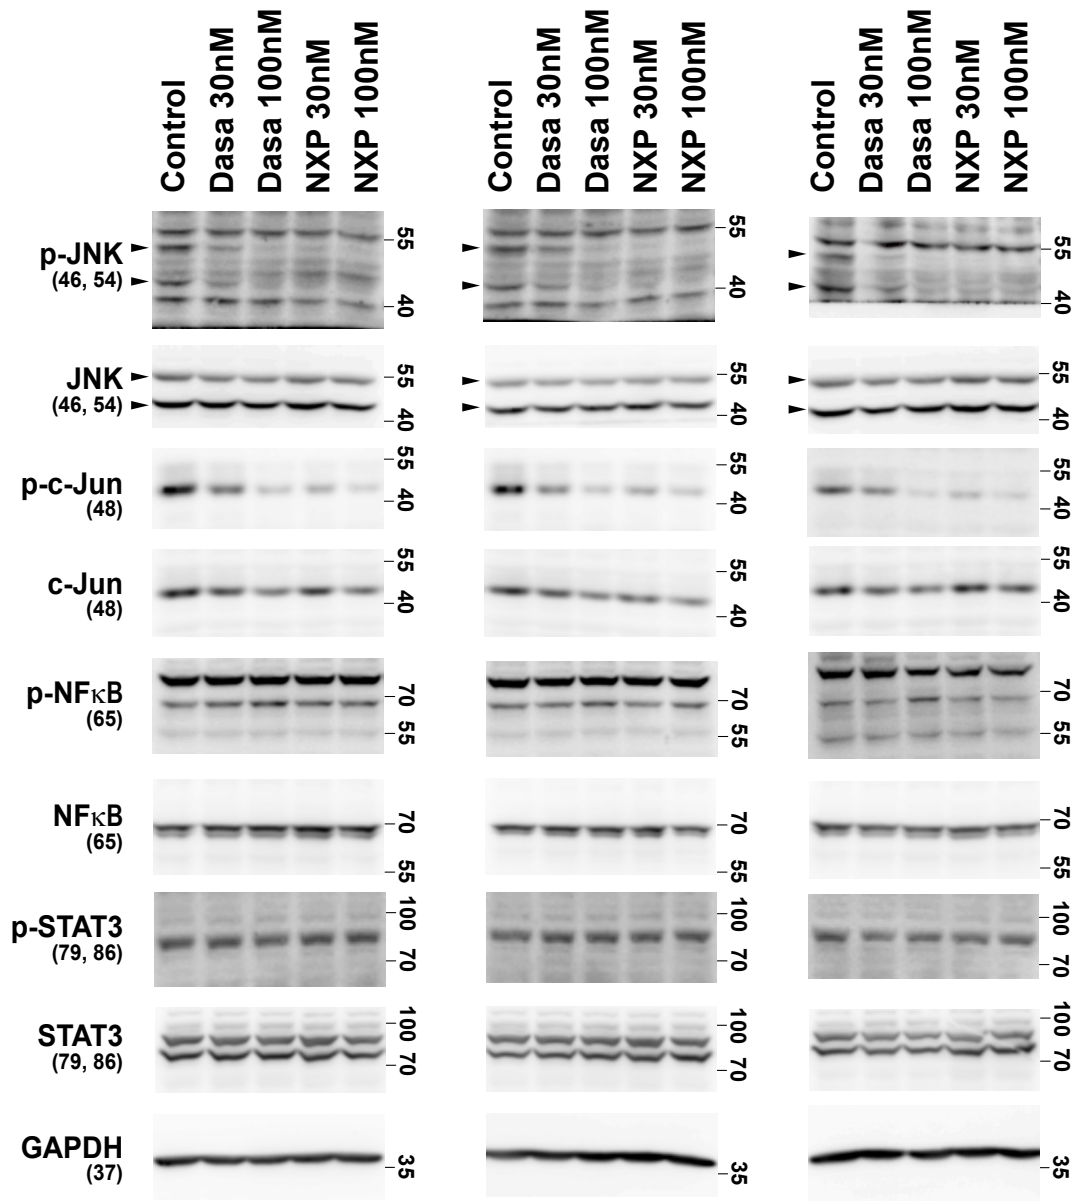 Control Dasa 30nM Dasa 100nM NXP 30nM NXP 100nM
Control Dasa 30nM Dasa 100nM NXP 30nM NXP 100nM
Control Dasa 30nM Dasa 100nM NXP 30nM NXP 100nM
p-JNK 55 55 55
(46, 54) 40 40 40
JNK 55 55 55
(46, 54) 40 40 40
p-c-Jun 55 55 55
(48) 40 40 40
c-Jun 55 55 55
(48) 40 40 40
p-NFκB 70 70 70
(65) 55 55 55
NFκB 70 70 70
(65) 55 55 55
p-STAT3 100 100 100
(79, 86) 70 70 70
STAT3 100 100 100
(79, 86) 70 70 70
GAPDH
(37) 35 35 35